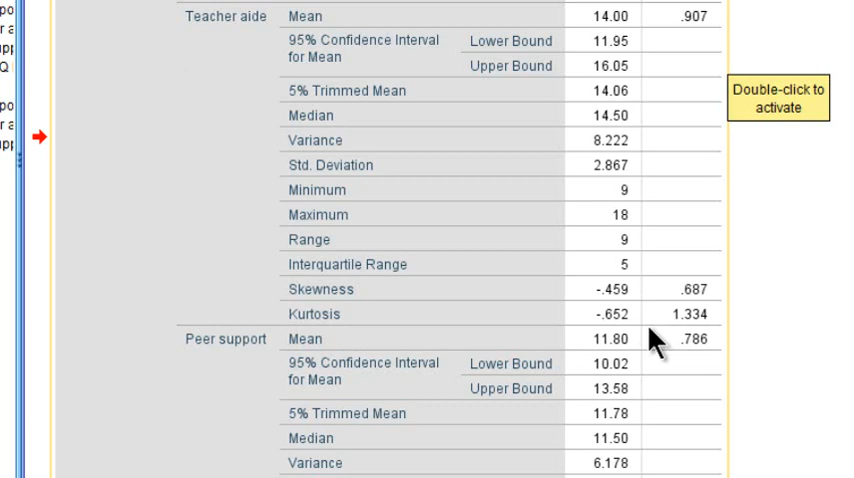 Teacher aide Mean 14.00 .907
95% Confidence Interval for Mean Lower Bound 11.95
Upper Bound 16.05
5% Trimmed Mean 14.06
Median 14.50
Variance 8.222
Std. Deviation 2.867
Minimum 9
Maximum 18
Range 9
Interquartile Range 5
Skewness -.459 .687
Kurtosis -.652 1.334
Peer support Mean 11.80 .786
95% Confidence Interval for Mean Lower Bound 10.02
Upper Bound 13.58
5% Trimmed Mean 11.78
Median 11.50
Variance 6.178
Double-click to
activate